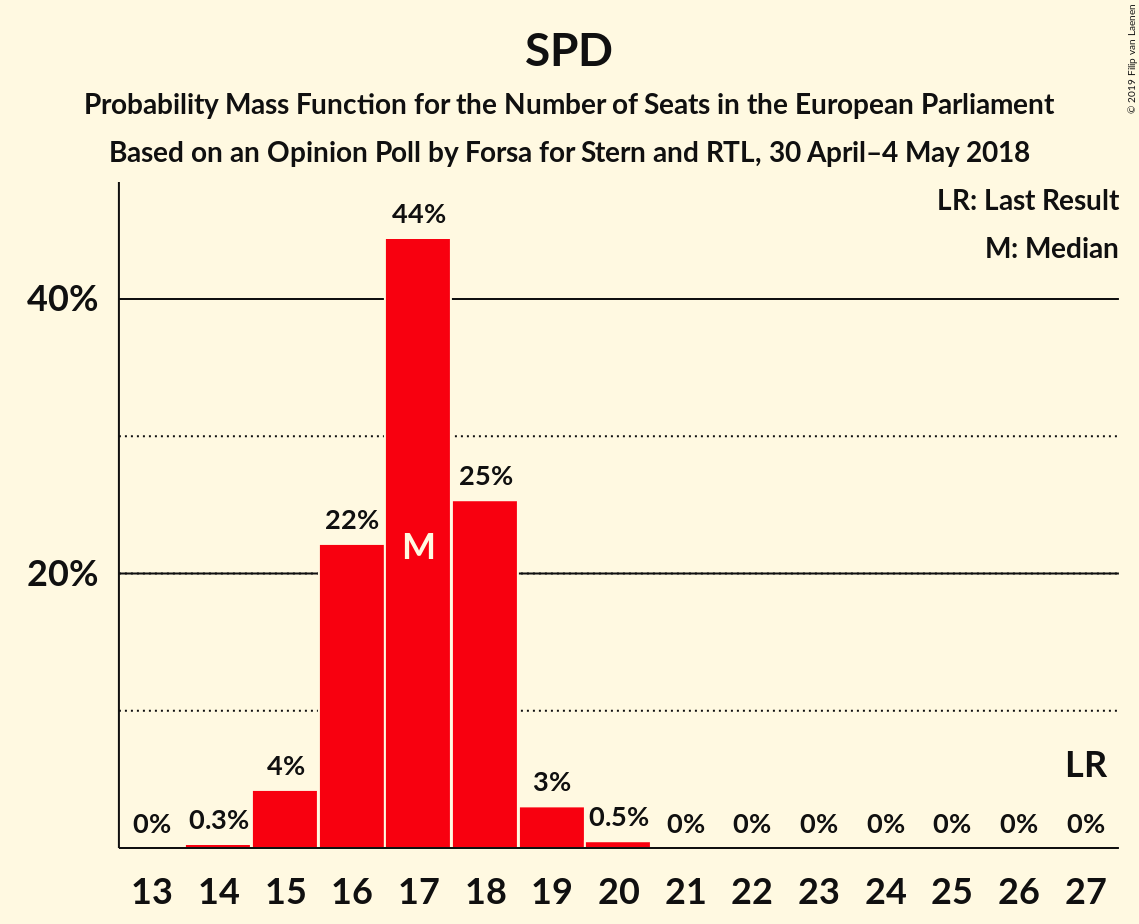 SPD
Probability Mass Function for the Number of Seats in the European Parliament
Based on an Opinion Poll by Forsa for Stern and RTL, 30 April–4 May 2018
© 2019 Filip van Laenen
LR: Last Result
M: Median
44%
40%
25%
22%
M
20%
LR
4%
3%
0% 0.3% 0.5% 0% 0% 0% 0% 0% 0% 0%
13 14 15 16 17 18 19 20 21 22 23 24 25 26 27